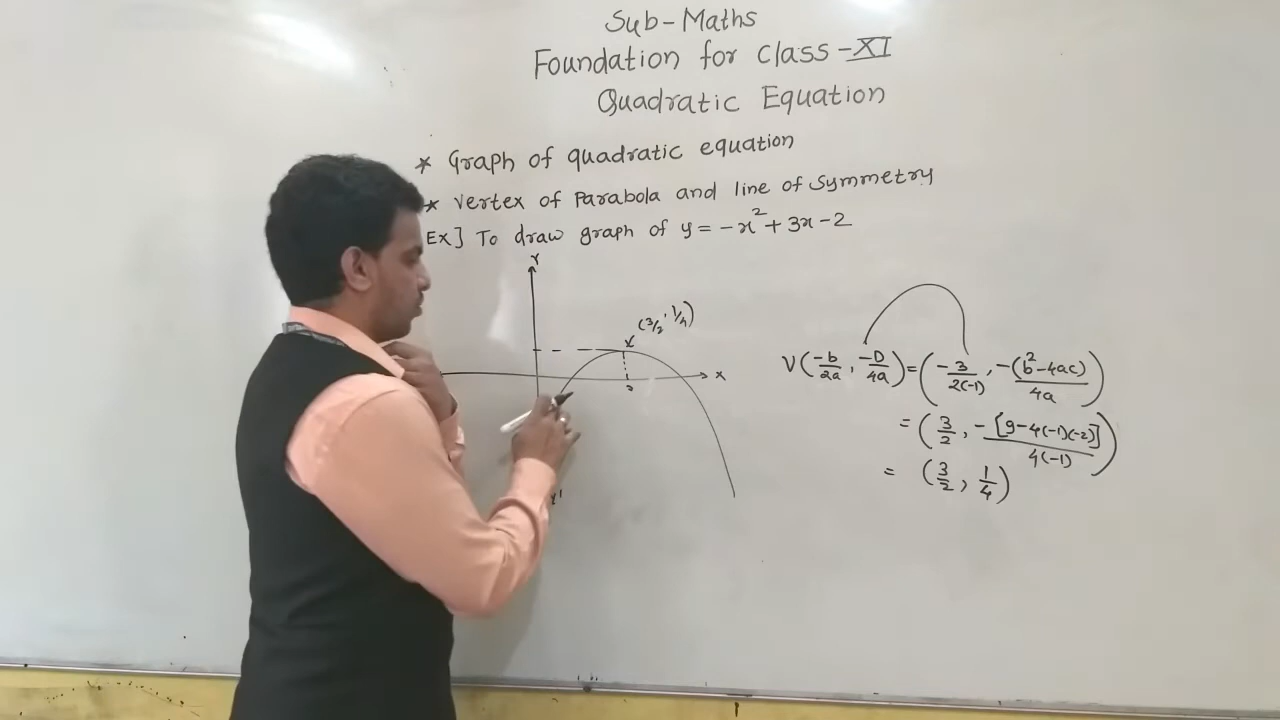 Sub-Maths
Foundation for class-XI
Quadratic Equation
* Graph of quadratic equation
* Vertex of Parabola and line of Symmetry
Ex] To draw graph of y = -x²+3x-2
Y
(3/2, 1/4)
X
V(-b/2a, -D/4a) = (-3/2(-1), -(b²-4ac)/4a)
= (3/2, -[9-4(-1)(-2)]/4(-1))
= (3/2, 1/4)